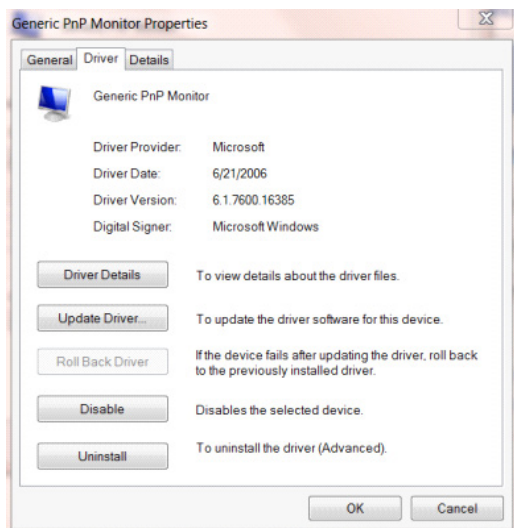 Generic PnP Monitor Properties
General Driver Details
Generic PnP Monitor
Driver Provider: Microsoft
Driver Date: 6/21/2006
Driver Version: 6.1.7600.16385
Digital Signer: Microsoft Windows
Driver Details To view details about the driver files.
Update Driver... To update the driver software for this device.
Roll Back Driver If the device fails after updating the driver, roll back
to the previously installed driver.
Disable Disables the selected device.
Uninstall To uninstall the driver (Advanced).
OK Cancel